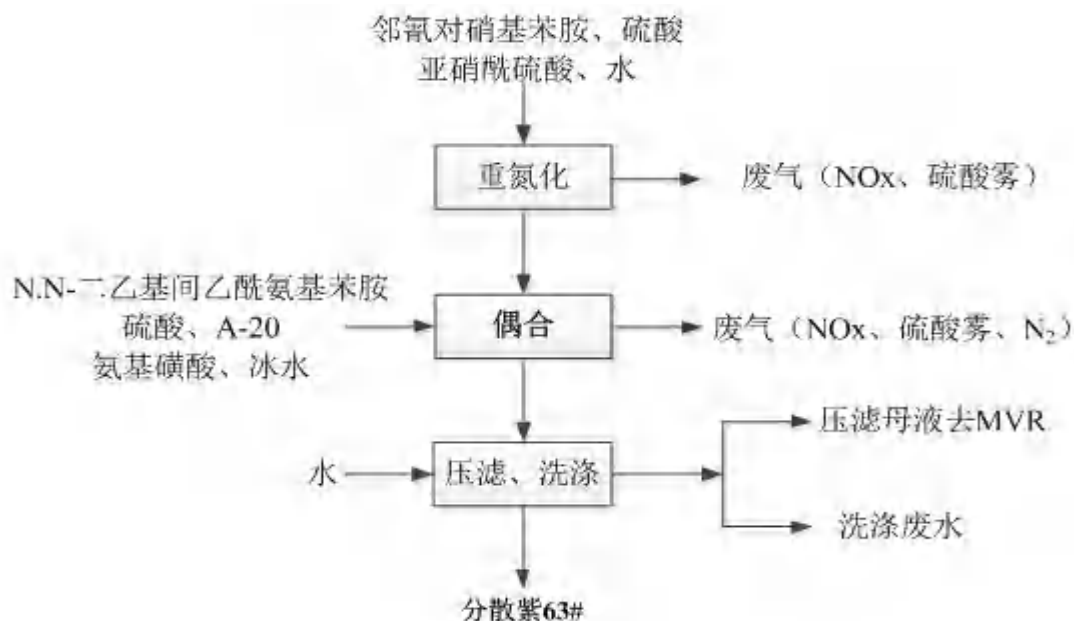 邻氰对硝基苯胺、硫酸
亚硝酰硫酸、水
重氮化
废气（NOx、硫酸雾）
N.N-二乙基间乙酰氨基苯胺
硫酸、A-20
氨基磺酸、冰水
偶合
废气（NOx、硫酸雾、N₂）
压滤母液去MVR
水
压滤、洗涤
洗涤废水
分散紫63#